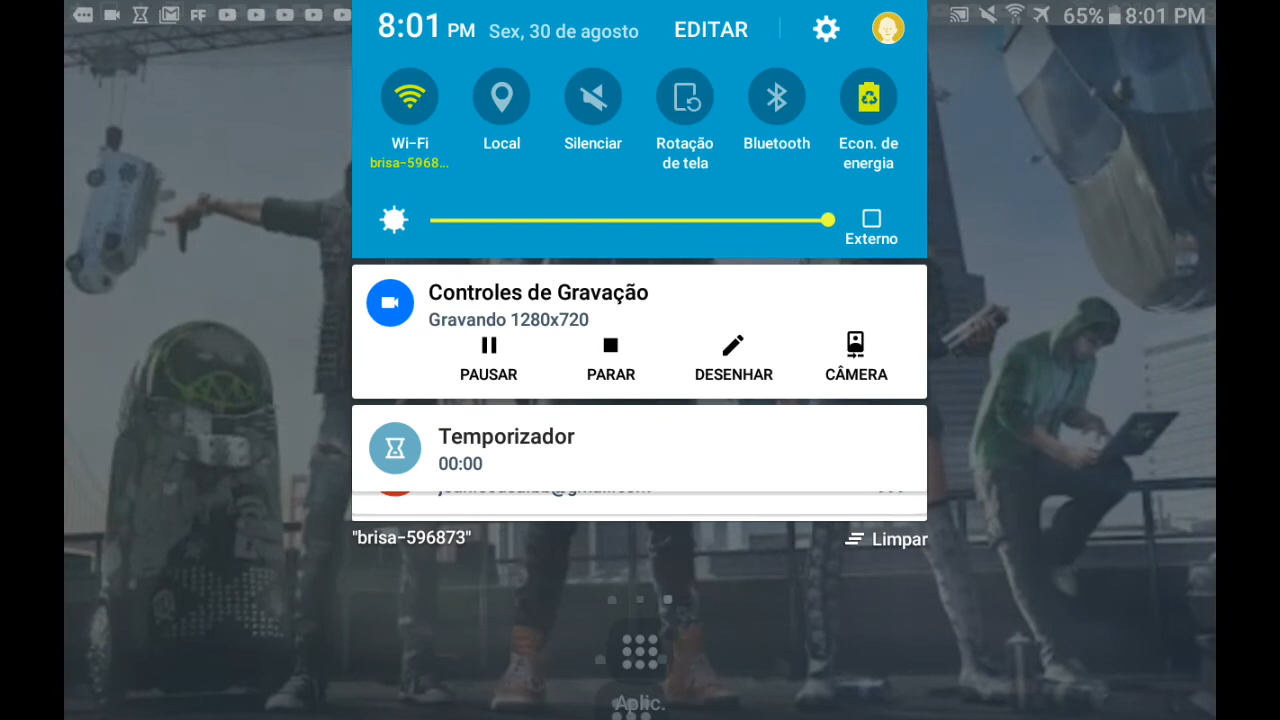 FF
65% 8:01 PM
8:01 PM Sex, 30 de agosto EDITAR
Wi-Fi
brisa-5968...
Local
Silenciar
Rotação
de tela
Bluetooth
Econ. de
energia
Externo
Controles de Gravação
Gravando 1280x720
PAUSAR PARAR DESENHAR CÂMERA
Temporizador
00:00
"brisa-596873"
Limpar
Aplic.